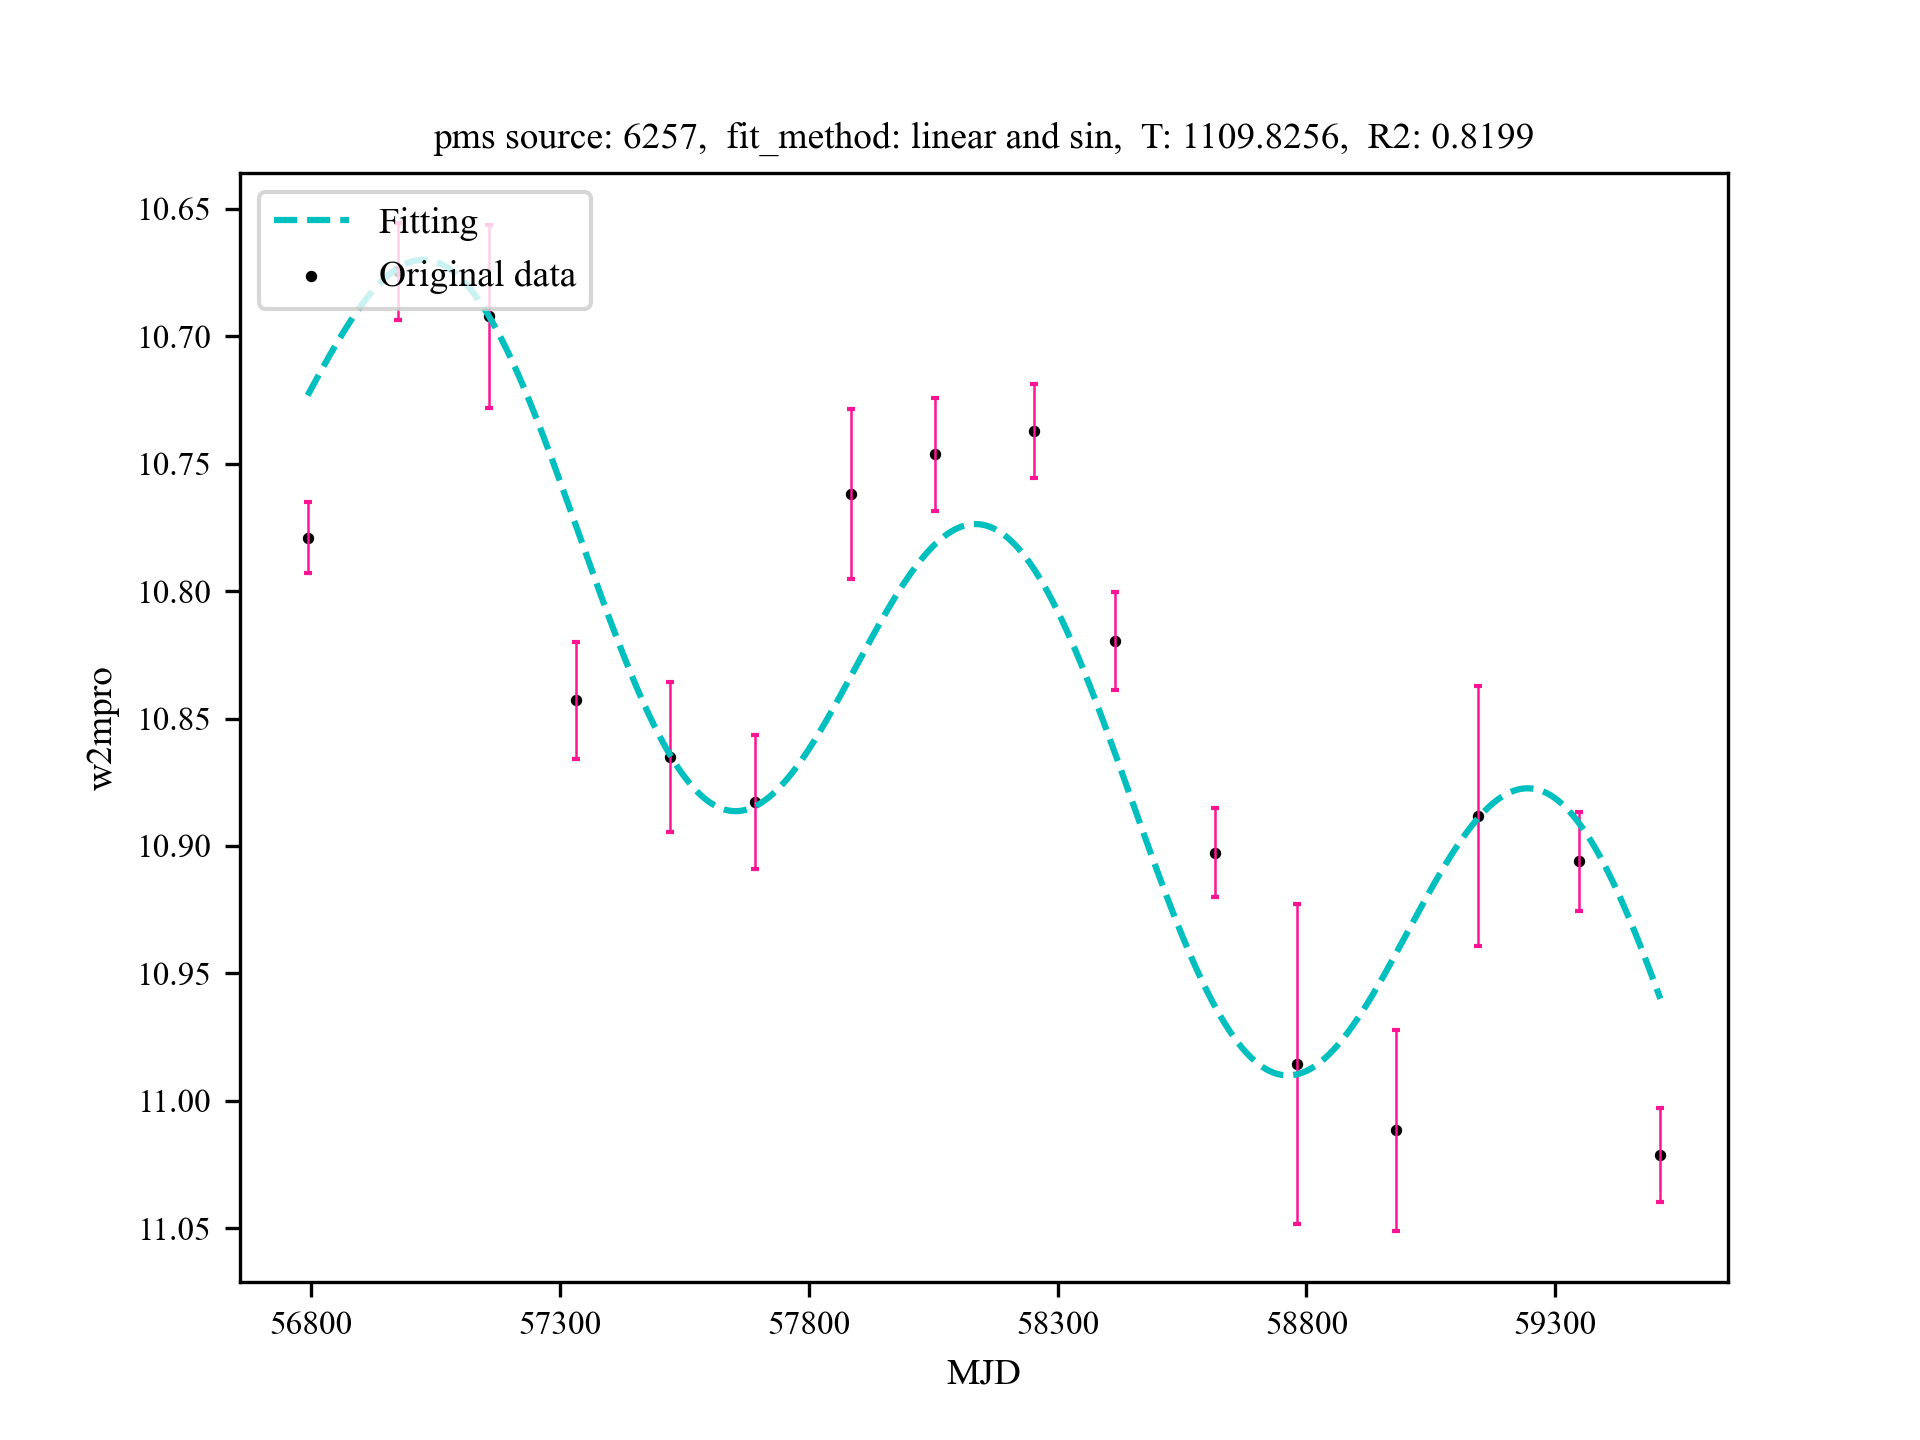 pms source: 6257, fit_method: linear and sin, T: 1109.8256, R2: 0.8199
Fitting
Original data
10.65
10.70
10.75
10.80
10.85
10.90
10.95
11.00
11.05
w2mpro
56800 57300 57800 58300 58800 59300
MJD